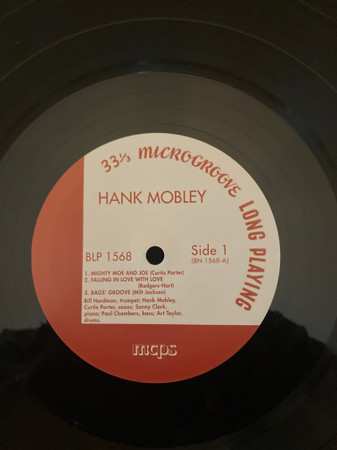 33⅓ MICROGROOVE LONG PLAYING
HANK MOBLEY
BLP 1568
Side 1
(BN 1568-A)
1. MIGHTY MOE AND JOE (Curtis Porter)
2. FALLING IN LOVE WITH LOVE
(Rodgers-Hart)
3. BAGS' GROOVE (Milt Jackson)
Bill Hardman, trumpet; Hank Mobley,
Curtis Porter, saxes; Sonny Clark,
piano; Paul Chambers, bass; Art Taylor,
drums.
mcps